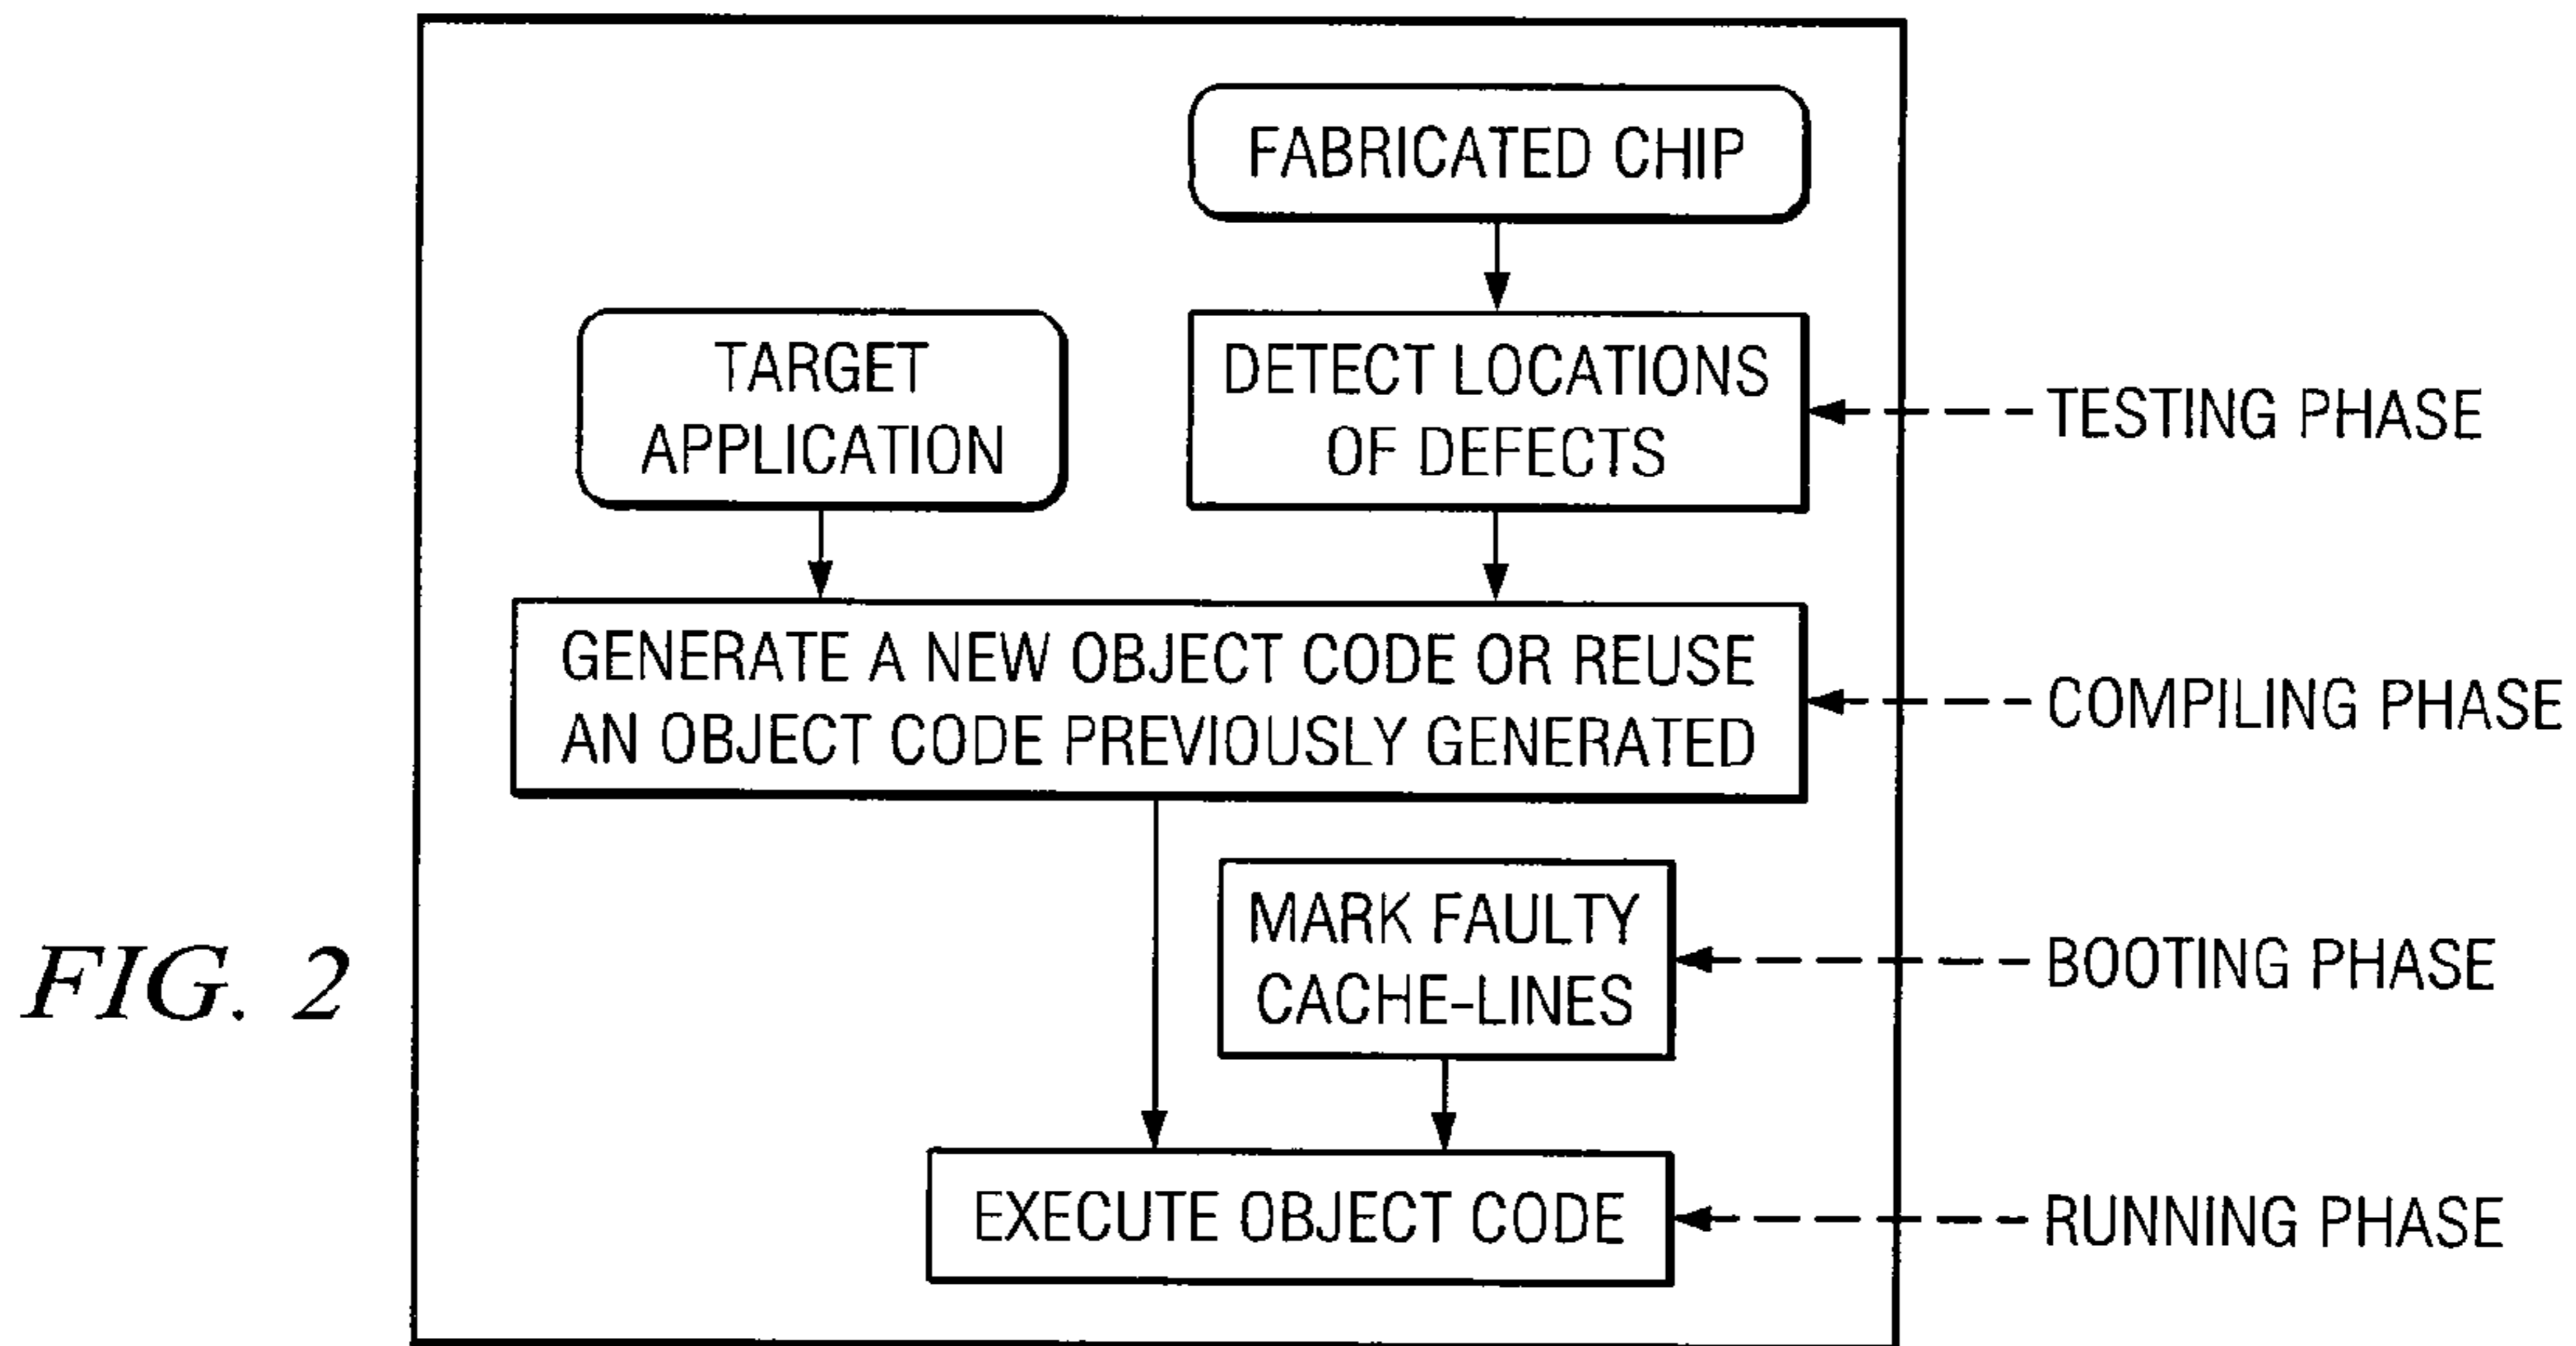 FABRICATED CHIP
TARGET
APPLICATION
DETECT LOCATIONS
OF DEFECTS
TESTING PHASE
GENERATE A NEW OBJECT CODE OR REUSE
AN OBJECT CODE PREVIOUSLY GENERATED
COMPILING PHASE
MARK FAULTY
CACHE-LINES
BOOTING PHASE
FIG. 2
EXECUTE OBJECT CODE
RUNNING PHASE